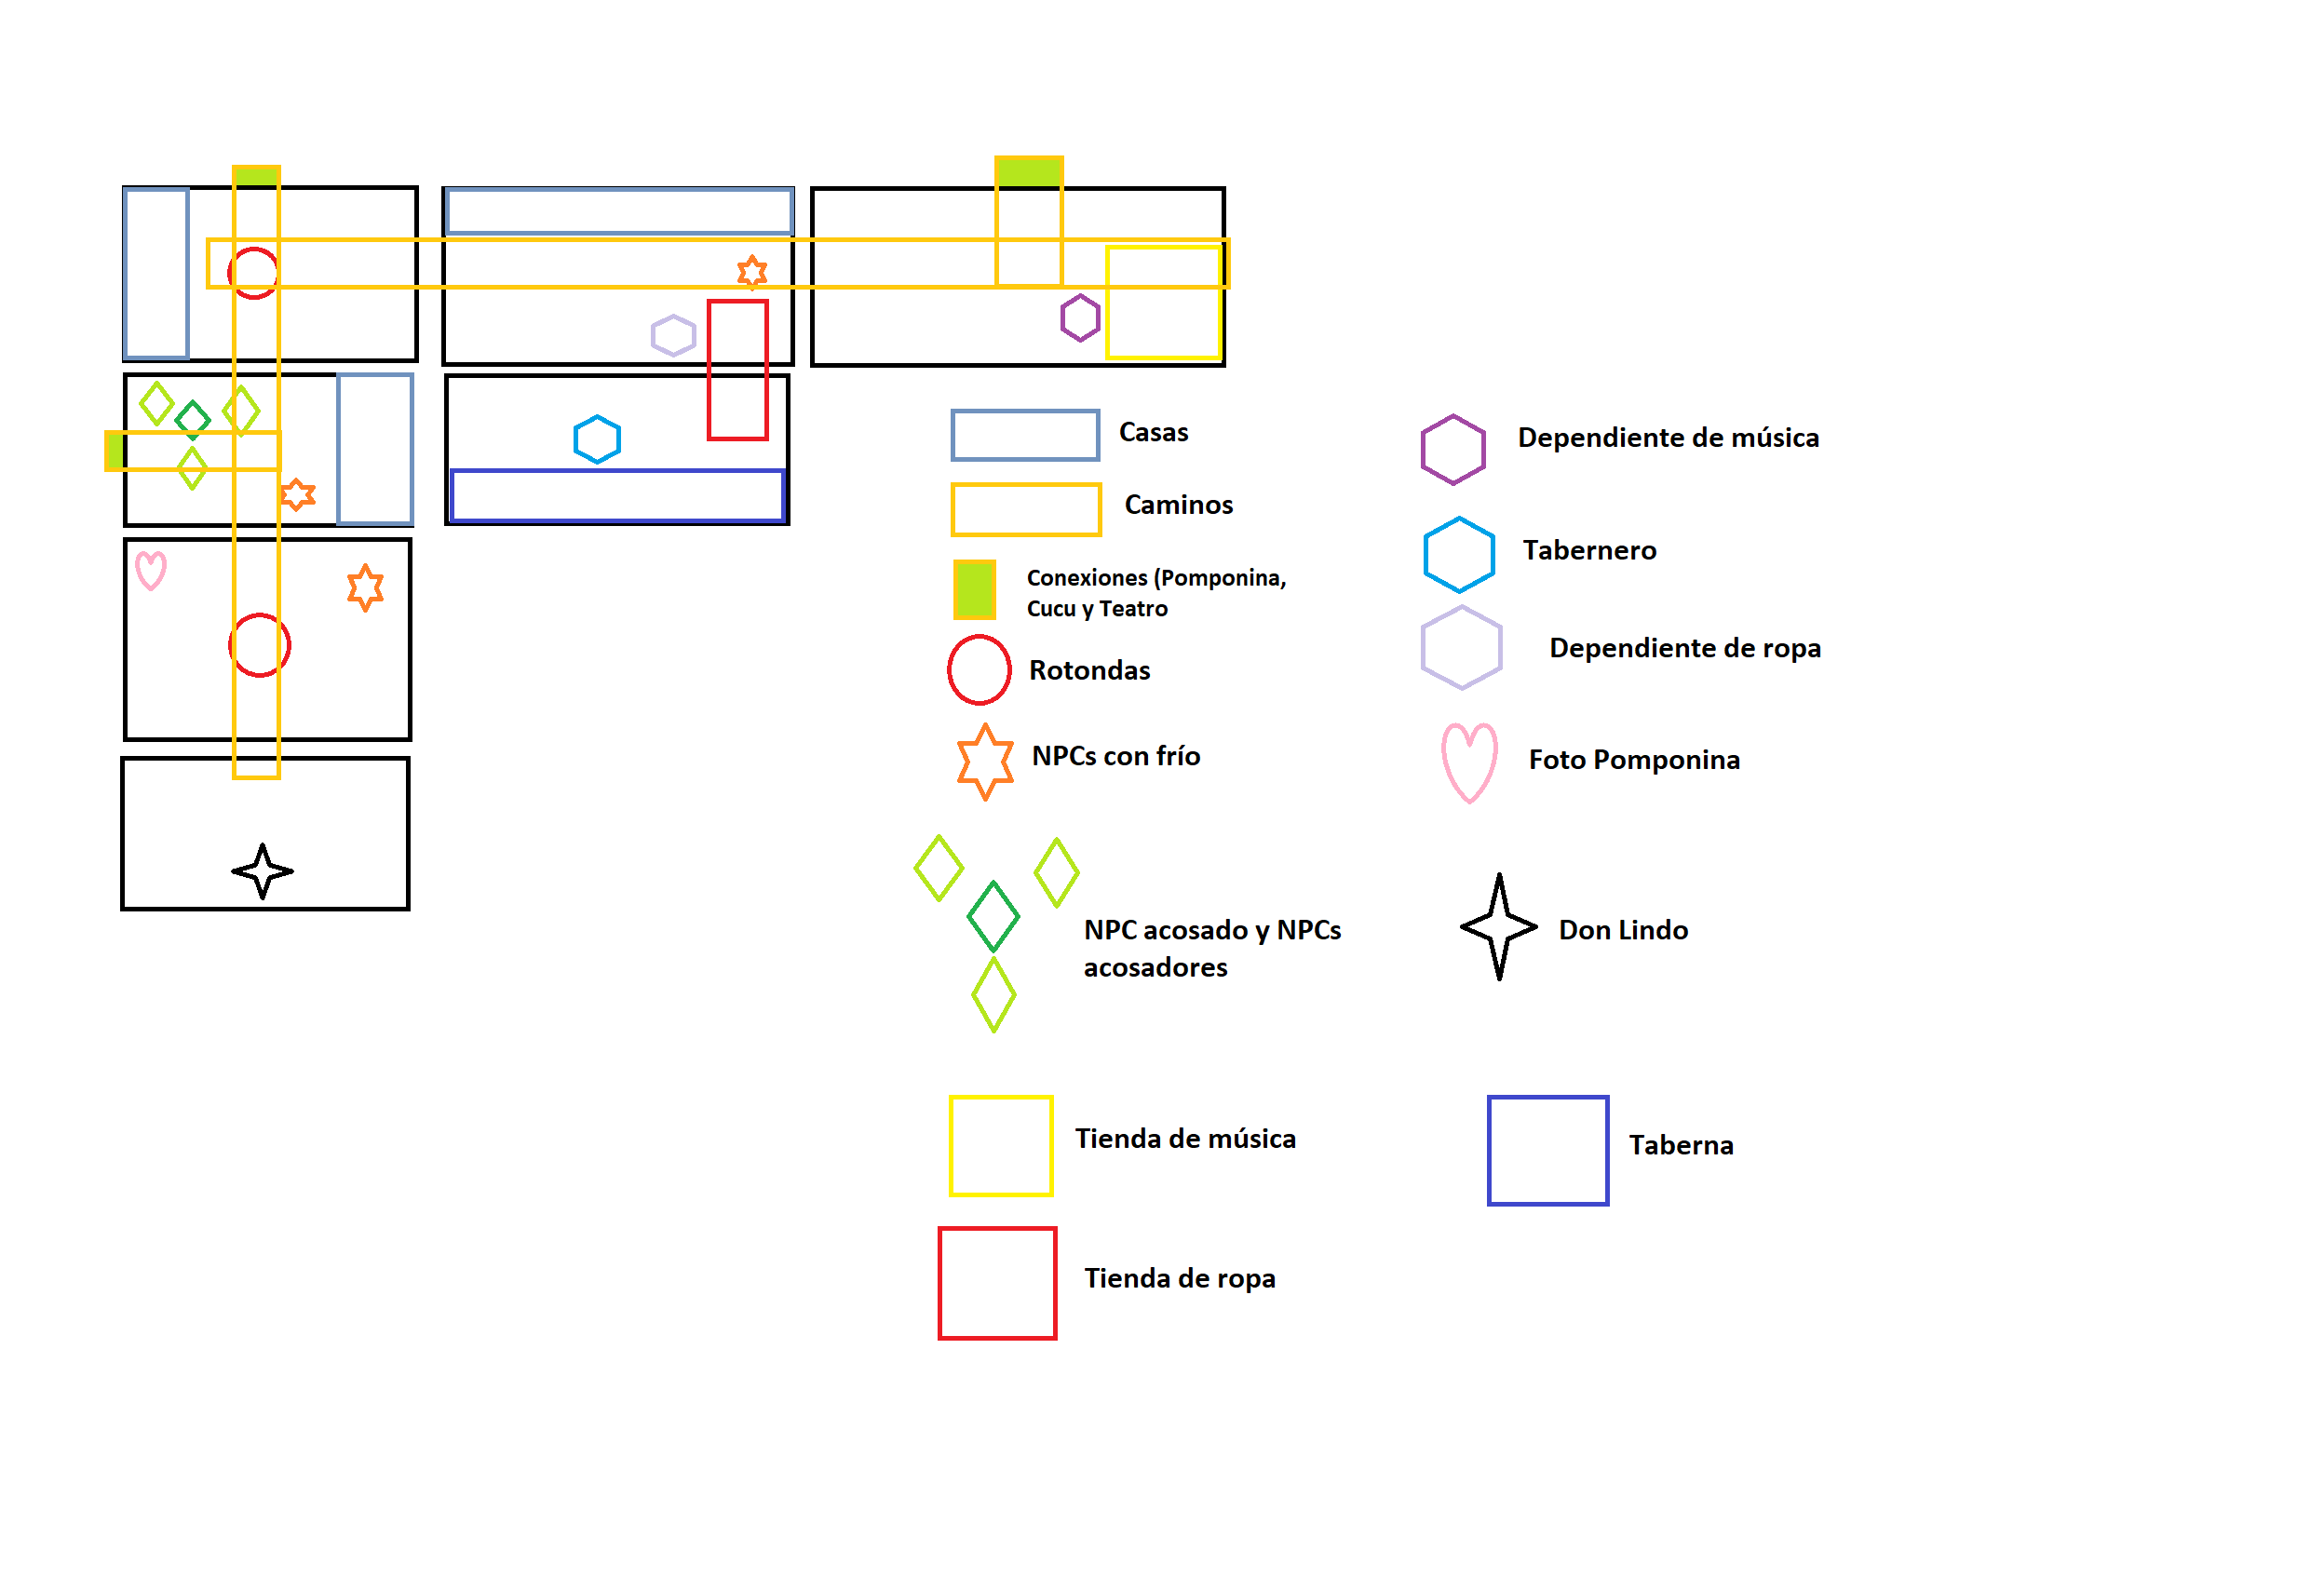 Casas
Caminos
Conexiones (Pomponina,
Cucu y Teatro
Rotondas
NPCs con frío
NPC acosado y NPCs
acosadores
Tienda de música
Tienda de ropa
Dependiente de música
Tabernero
Dependiente de ropa
Foto Pomponina
Don Lindo
Taberna